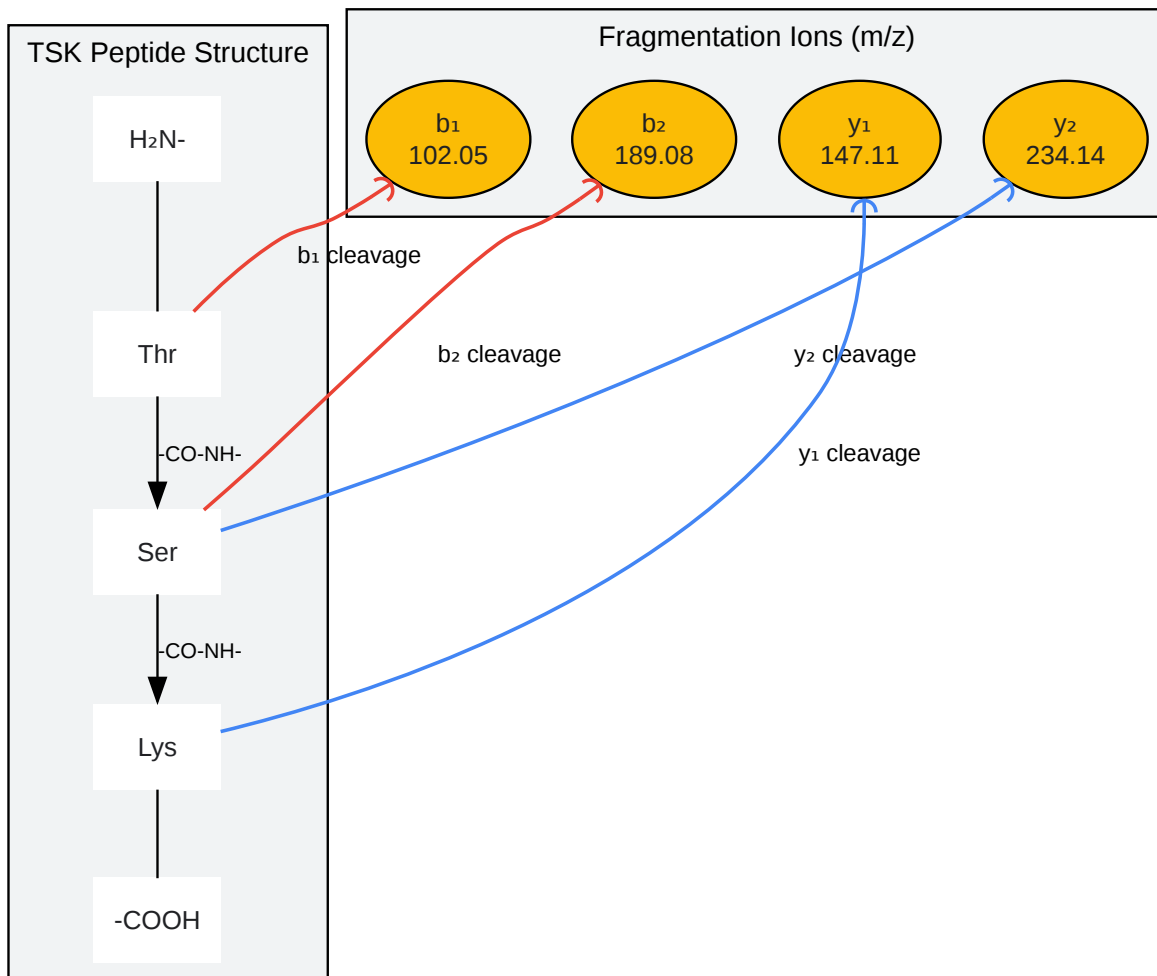 TSK Peptide Structure
H₂N-
Thr
-CO-NH-
Ser
-CO-NH-
Lys
-COOH
Fragmentation Ions (m/z)
b₁
102.05
b₂
189.08
y₁
147.11
y₂
234.14
b₁ cleavage
b₂ cleavage
y₂ cleavage
y₁ cleavage